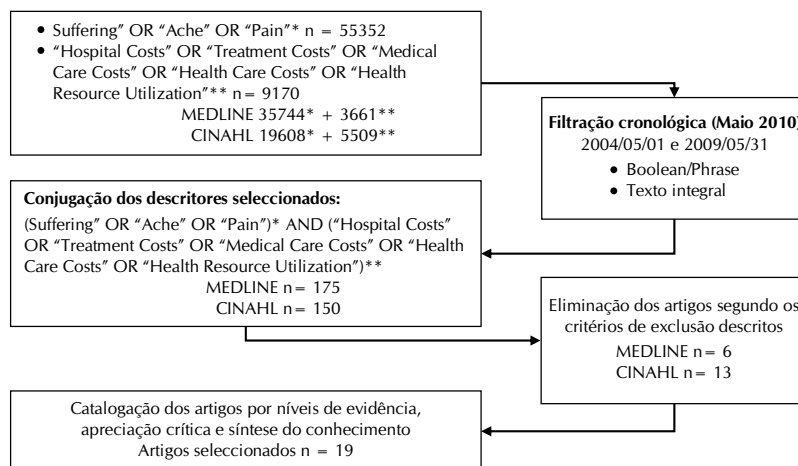 • Suffering” OR “Ache” OR “Pain”* n = 55352
• “Hospital Costs” OR “Treatment Costs” OR “Medical
Care Costs” OR “Health Care Costs” OR “Health
Resource Utilization”** n = 9170
MEDLINE 35744* + 3661**
CINAHL 19608* + 5509**
Filtração cronológica (Maio 2010)
2004/05/01 e 2009/05/31
• Boolean/Phrase
• Texto integral
Conjugação dos descritores seleccionados:
(Suffering” OR “Ache” OR “Pain”)* AND (“Hospital Costs”
OR “Treatment Costs” OR “Medical Care Costs” OR “Health
Care Costs” OR “Health Resource Utilization”)**
MEDLINE n = 175
CINAHL n = 150
Eliminação dos artigos segundo os
critérios de exclusão descritos
MEDLINE n = 6
CINAHL n = 13
Catalogação dos artigos por níveis de evidência,
apreciação crítica e síntese do conhecimento
Artigos seleccionados n = 19